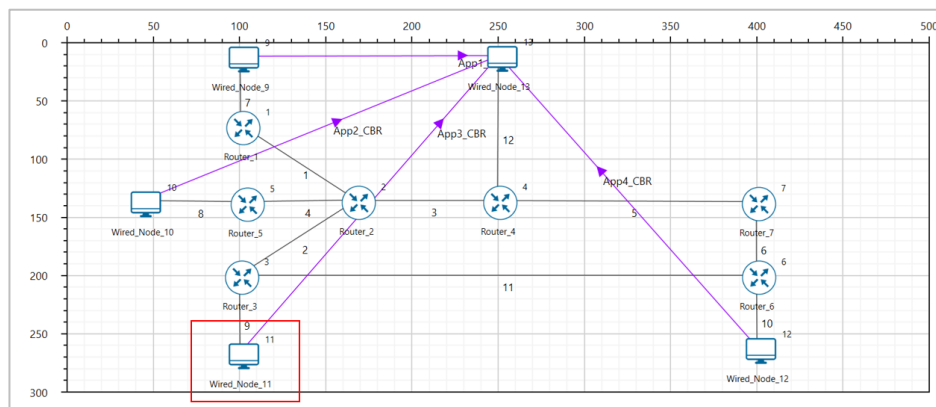 0 50 100 150 200 250 300 350 400 450 500
0
9
13
App1_
Wired_Node_9
Wired_Node_13
50
7
1
App2_CBR
App3_CBR
12
100
Router_1
1
App4_CBR
10
5
2
4
7
150
8
4
3
5
Wired_Node_10
Router_5
Router_2
Router_4
Router_7
2
6
3
6
200
11
Router_3
Router_6
9
10
250
11
12
Wired_Node_11
Wired_Node_12
300